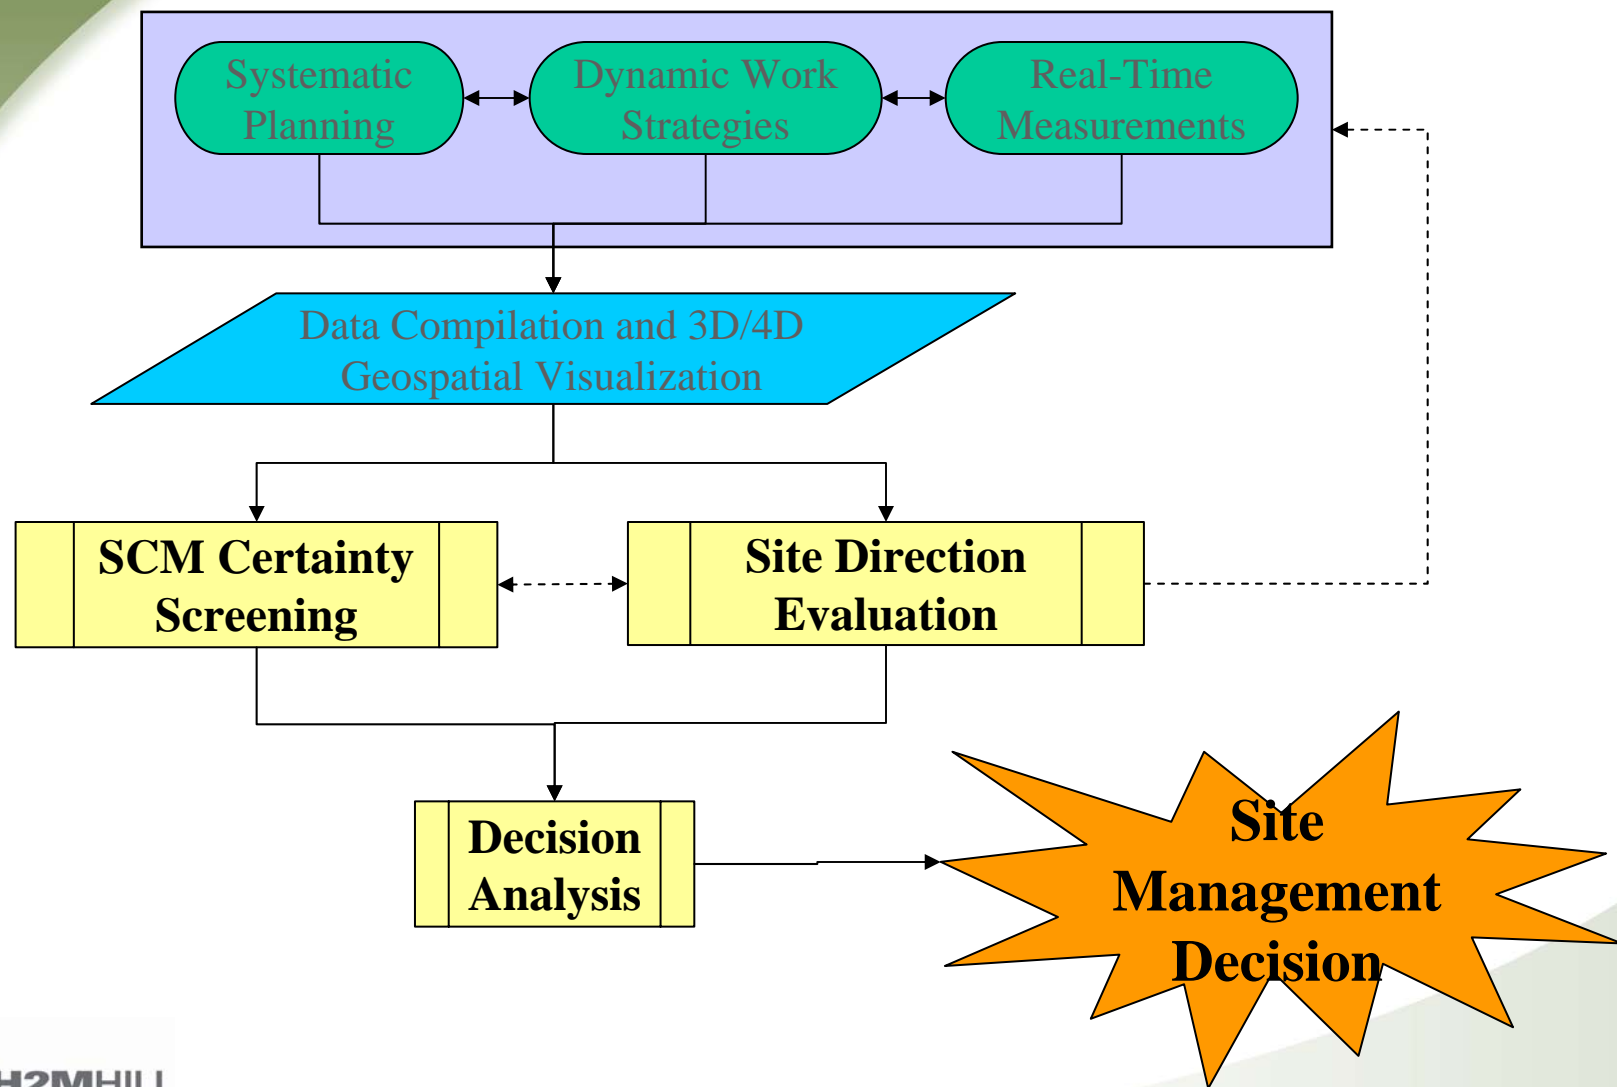 Systematic
Planning
Dynamic Work
Strategies
Real-Time
Measurements
Data Compilation and 3D/4D
Geospatial Visualization
SCM Certainty
Screening
Site Direction
Evaluation
Decision
Analysis
Site
Management
Decision
H2MHILL